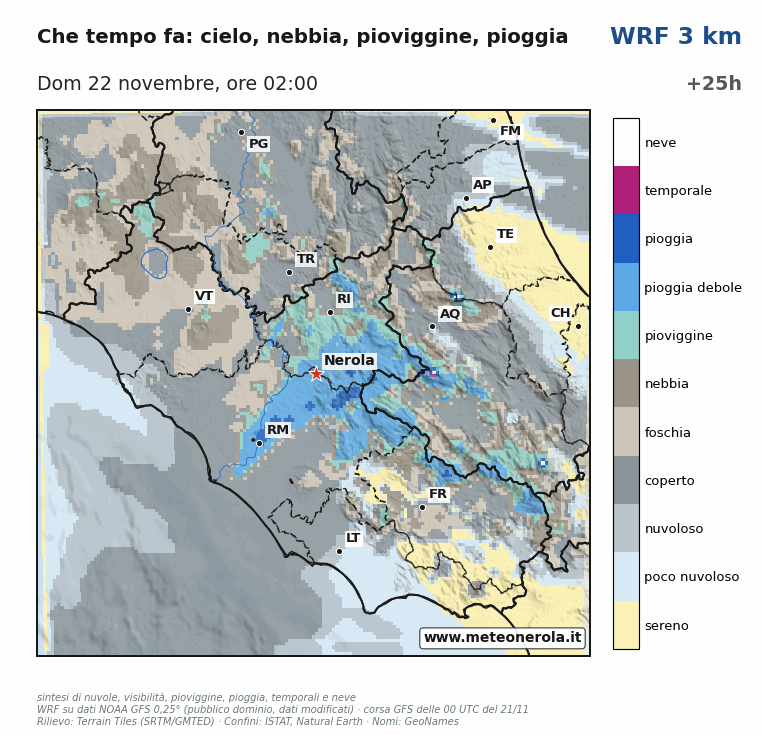 Che tempo fa: cielo, nebbia, pioviggine, pioggia
WRF 3 km
Dom 22 novembre, ore 02:00
+25h
neve
temporale
pioggia
pioggia debole
pioviggine
nebbia
foschia
coperto
nuvoloso
poco nuvoloso
sereno
PG
FM
AP
TE
TR
VT
RI
AQ
CH
Nerola
RM
FR
LT
www.meteonerola.it
sintesi di nuvole, visibilità, pioviggine, pioggia, temporali e neve
WRF su dati NOAA GFS 0,25° (pubblico dominio, dati modificati) · corsa GFS delle 00 UTC del 21/11
Rilievo: Terrain Tiles (SRTM/GMTED) · Confini: ISTAT, Natural Earth · Nomi: GeoNames